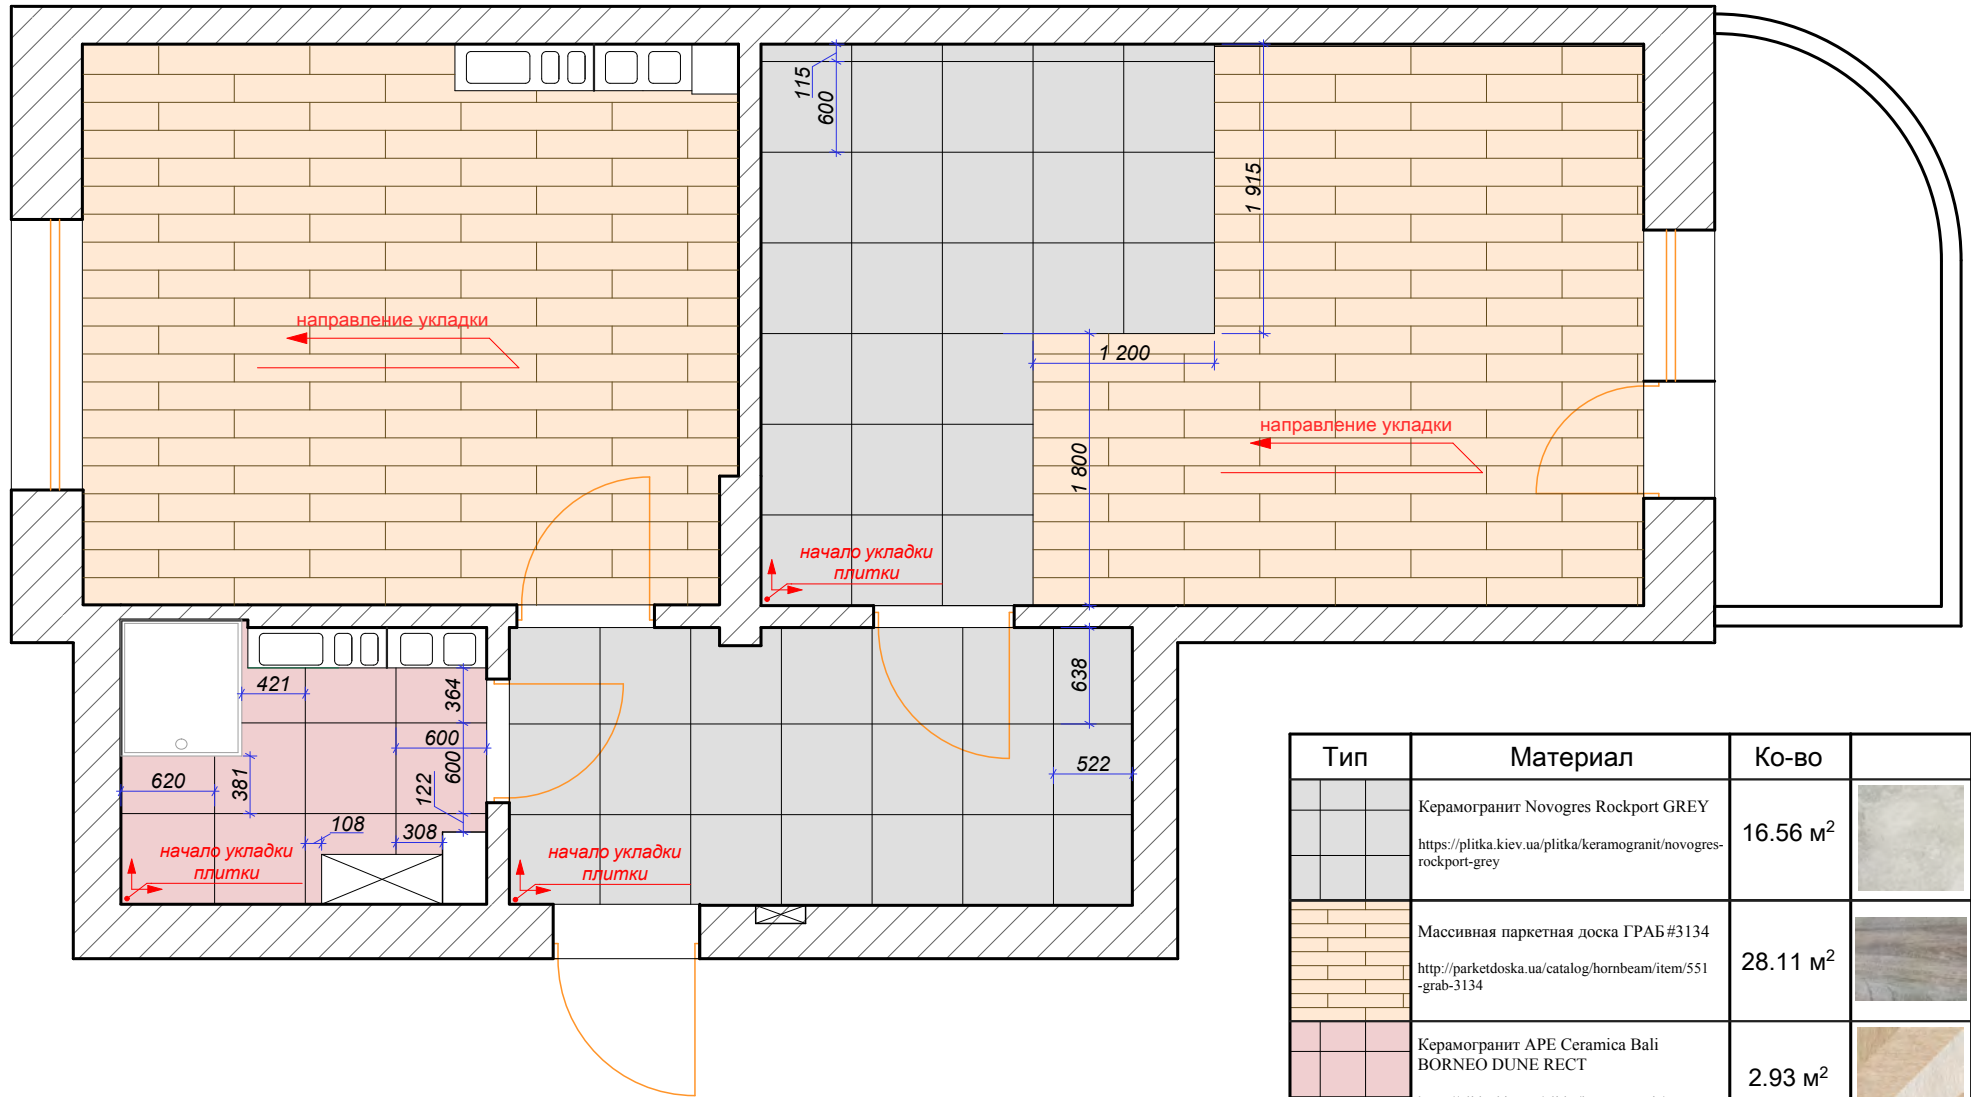 115
600
1 915
направление укладки
1 200
направление укладки
1 800
начало укладки
плитки
421
364
638
600
620
381
600
122
522
108
308
начало укладки
плитки
начало укладки
плитки
Тип
Материал
Ко-во
Керамогранит Novogres Rockport GREY
https://plitka.kiev.ua/plitka/keramogranit/novogres-
rockport-grey
16.56 м²
Массивная паркетная доска ГРАБ #3134
http://parketdoska.ua/catalog/hornbeam/item/551
-grab-3134
28.11 м²
Керамогранит APE Ceramica Bali
BORNEO DUNE RECT
2.93 м²